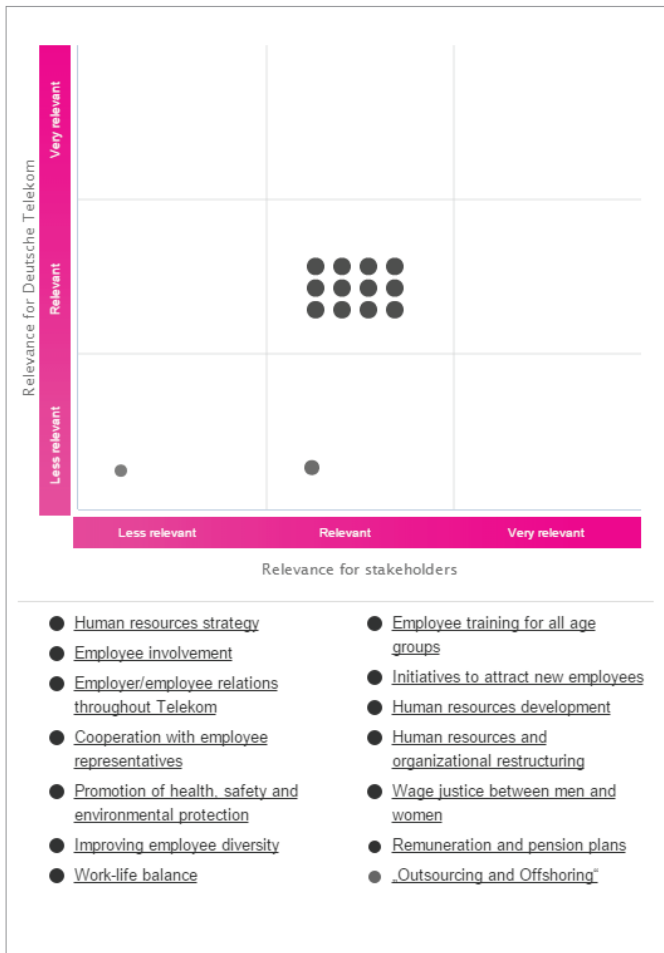 Relevance for Deutsche Telekom
Very relevant
Relevant
Less relevant
Less relevant
Relevant
Very relevant
Relevance for stakeholders
Human resources strategy
Employee involvement
Employer/employee relations
throughout Telekom
Cooperation with employee
representatives
Promotion of health, safety and
environmental protection
Improving employee diversity
Work-life balance
Employee training for all age
groups
Initiatives to attract new employees
Human resources development
Human resources and
organizational restructuring
Wage justice between men and
women
Remuneration and pension plans
„Outsourcing and Offshoring“